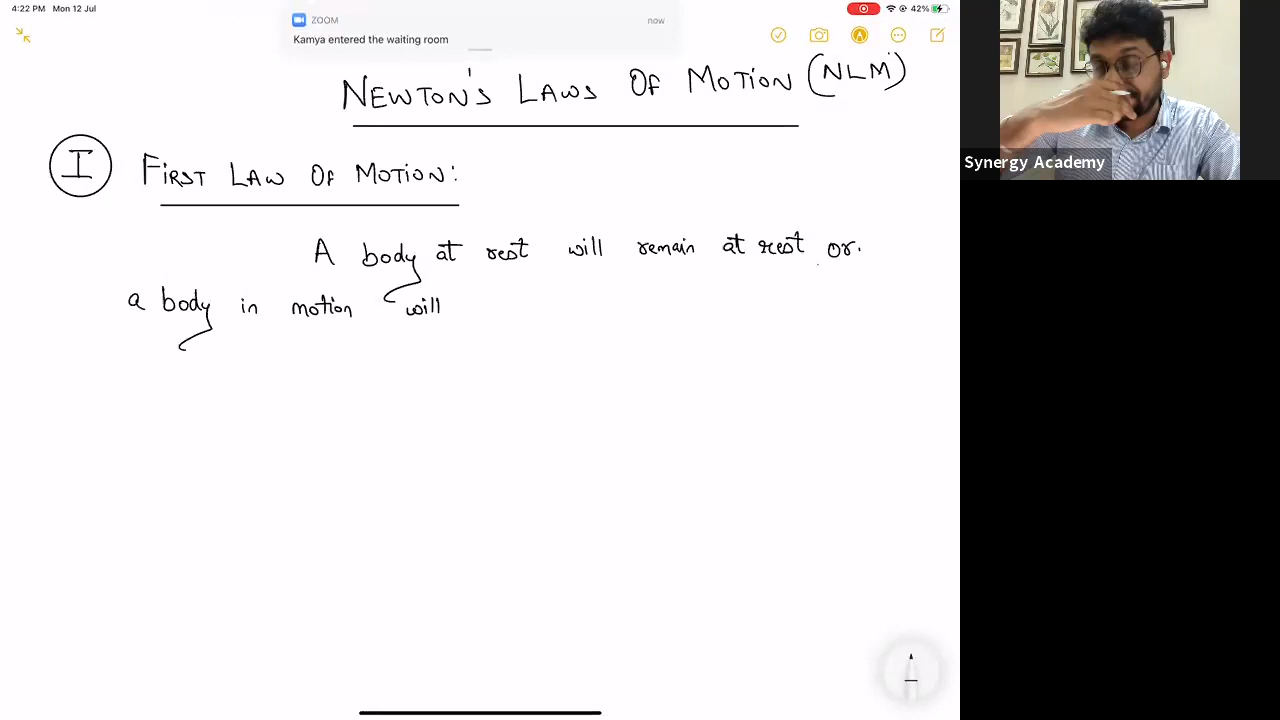 4:22 PM Mon 12 Jul
42%
ZOOM
now
Kamya entered the waiting room
NEWTON'S LAWS OF MOTION (NLM)
I FIRST LAW OF MOTION:
A body at rest will remain at rest or
a body in motion will
Synergy Academy